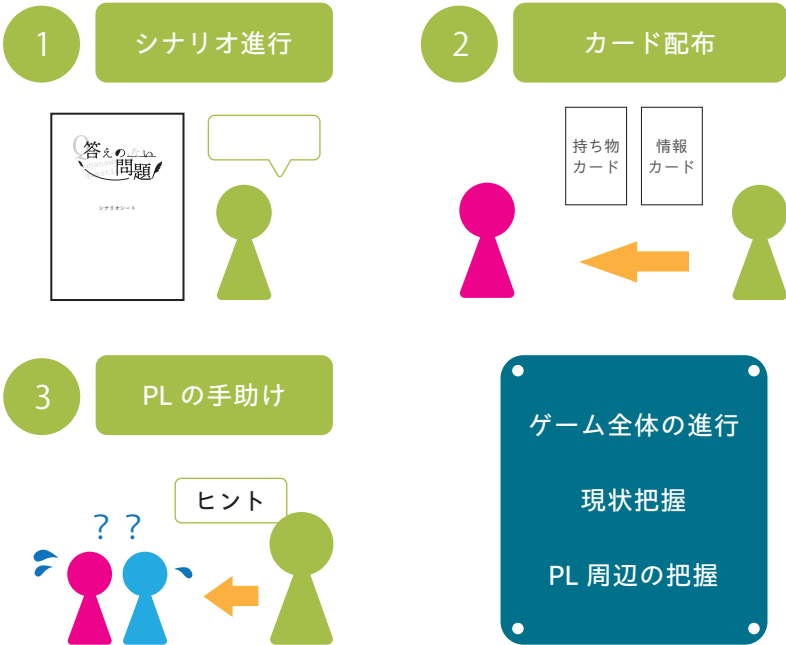 1
シナリオ進行
2
カード配布
答えのない
問題
シナリオシート
持ち物
カード
情報
カード
3
PL の手助け
ヒント
? ?
ゲーム全体の進行
現状把握
PL 周辺の把握